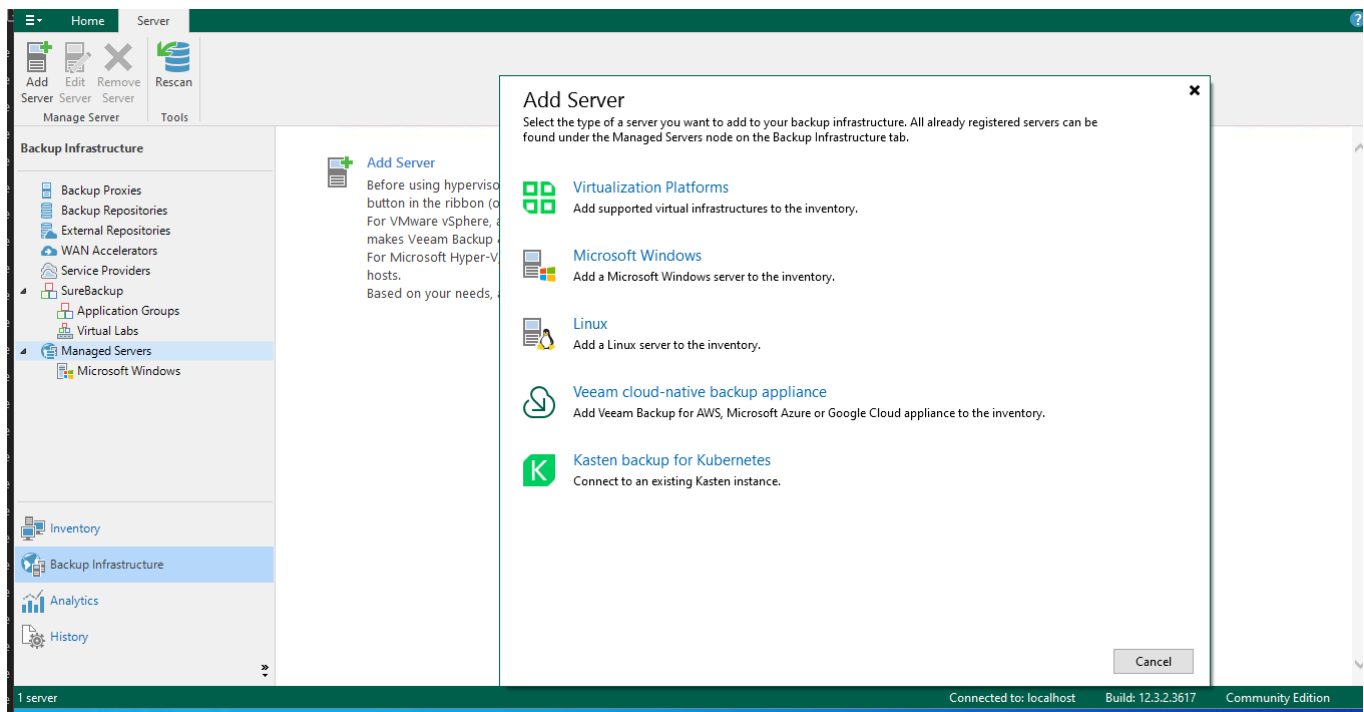 Home
Server
Add Server
Edit Server
Remove Server
Rescan
Manage Server
Tools
Backup Infrastructure
Backup Proxies
Backup Repositories
External Repositories
WAN Accelerators
Service Providers
SureBackup
Application Groups
Virtual Labs
Managed Servers
Microsoft Windows
Inventory
Backup Infrastructure
Analytics
History
Add Server
Before using hyperviso
button in the ribbon (o
For VMware vSphere, a
makes Veeam Backup
For Microsoft Hyper-V,
hosts.
Based on your needs,
Add Server
Select the type of a server you want to add to your backup infrastructure. All already registered servers can be
found under the Managed Servers node on the Backup Infrastructure tab.
Virtualization Platforms
Add supported virtual infrastructures to the inventory.
Microsoft Windows
Add a Microsoft Windows server to the inventory.
Linux
Add a Linux server to the inventory.
Veeam cloud-native backup appliance
Add Veeam Backup for AWS, Microsoft Azure or Google Cloud appliance to the inventory.
K
Kasten backup for Kubernetes
Connect to an existing Kasten instance.
Cancel
1 server
Connected to: localhost
Build: 12.3.2.3617
Community Edition